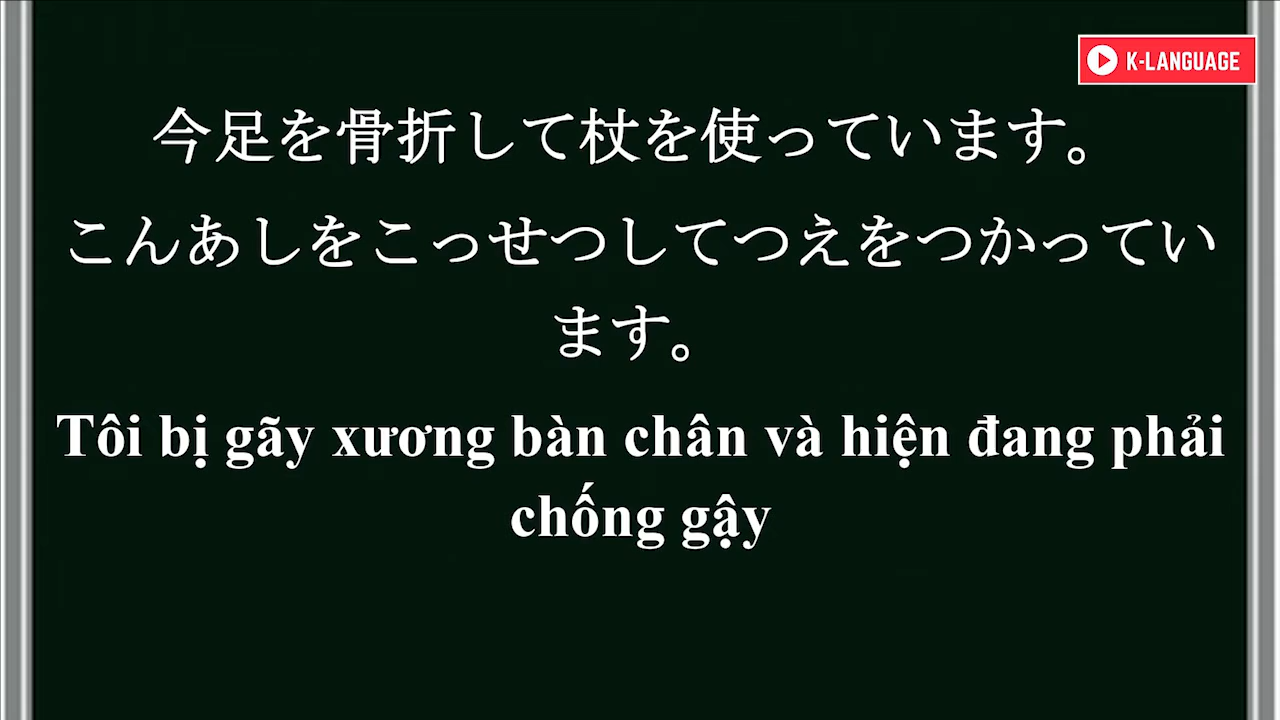 K-LANGUAGE
今足を骨折して杖を使っています。
こんあしをこっせつしてつえをつかってい
ます。
Tôi bị gãy xương bàn chân và hiện đang phải
chống gậy